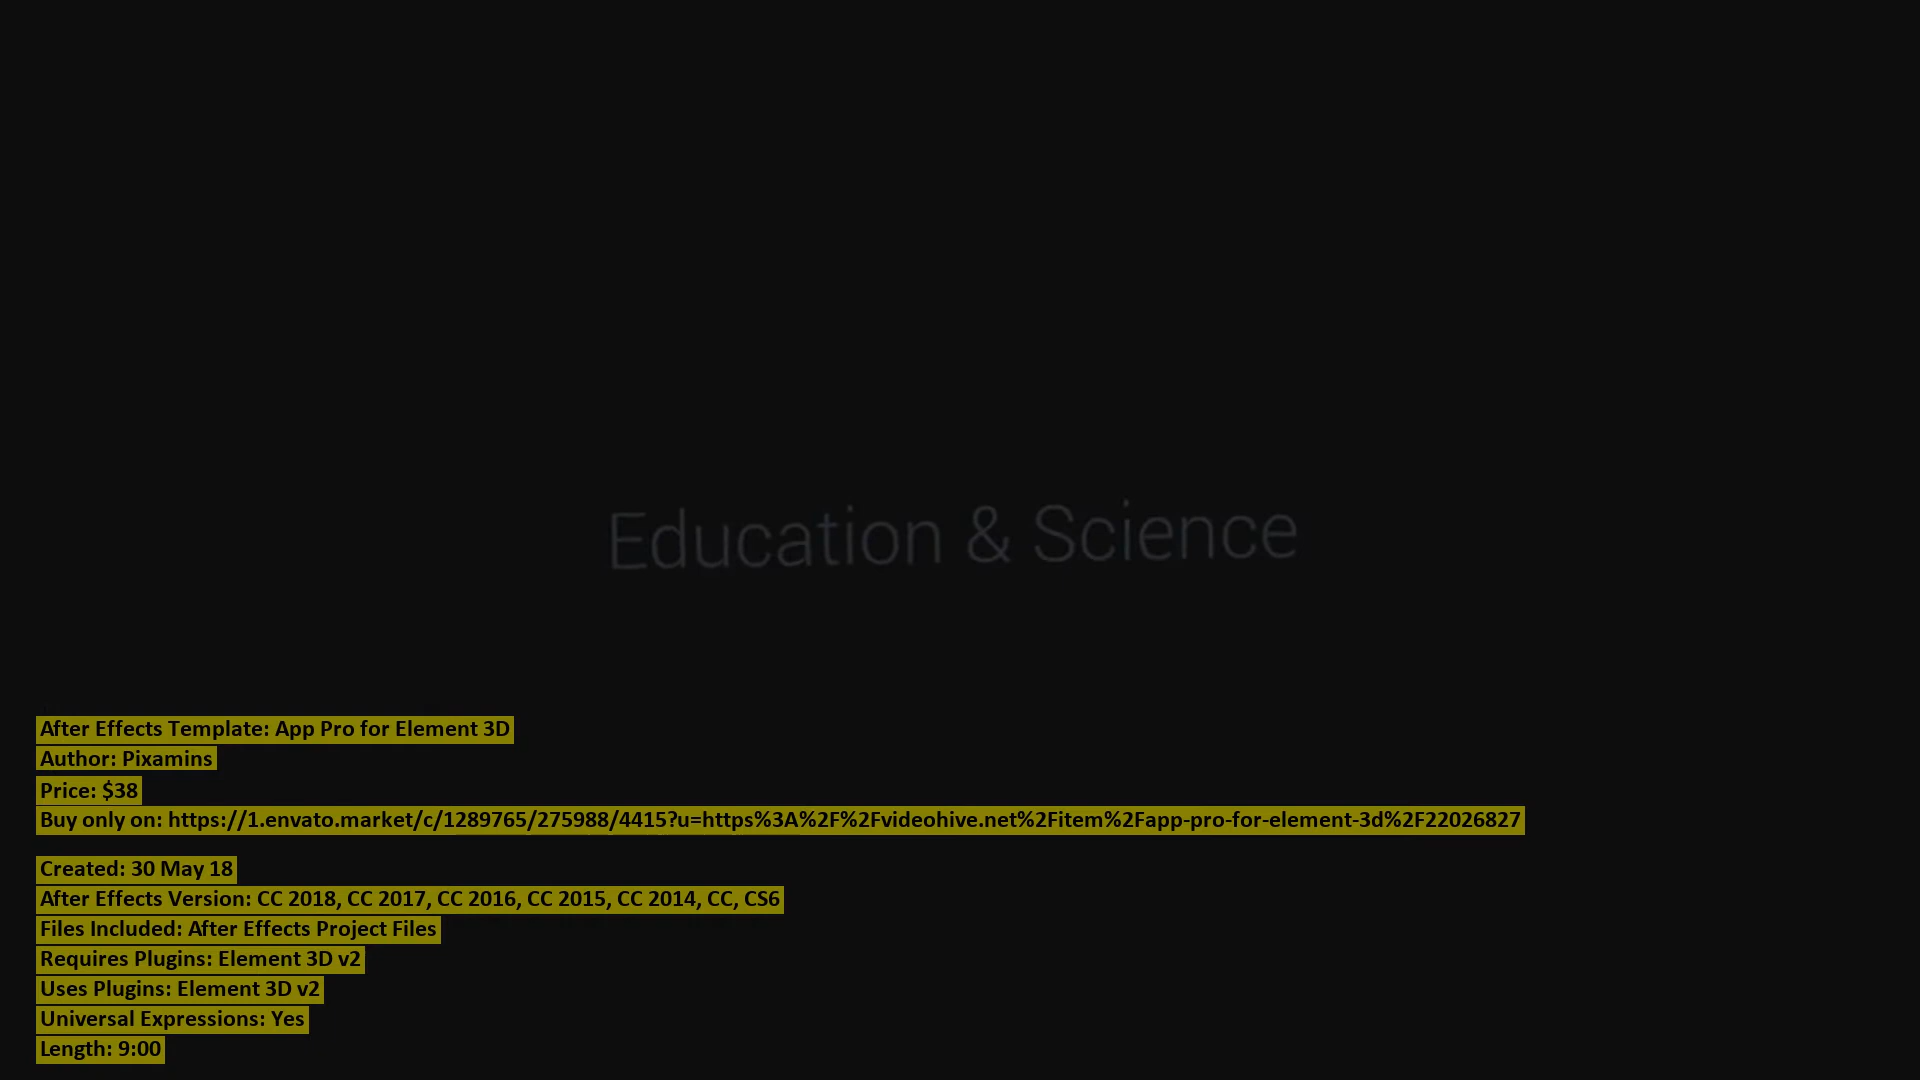 Education & Science
After Effects Template: App Pro for Element 3D
Author: Pixamins
Price: $38
Buy only on: https://1.envato.market/c/1289765/275988/4415?u=https%3A%2F%2Fvideohive.net%2Fitem%2Fapp-pro-for-element-3d%2F22026827
Created: 30 May 18
After Effects Version: CC 2018, CC 2017, CC 2016, CC 2015, CC 2014, CC, CS6
Files Included: After Effects Project Files
Requires Plugins: Element 3D v2
Uses Plugins: Element 3D v2
Universal Expressions: Yes
Length: 9:00